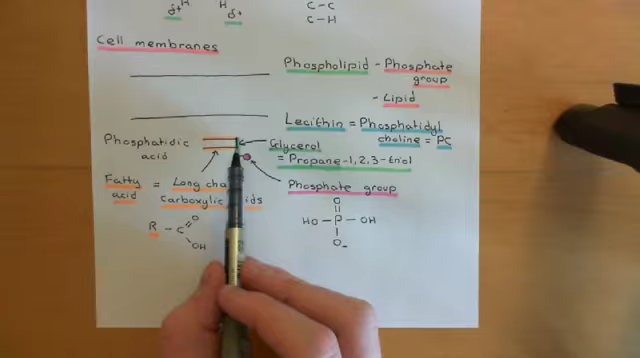 δ+ H
H δ+
C - C
C - H
Cell membranes
Phospholipid - Phosphate
group
- Lipid
Lecithin = Phosphatidyl
choline = PC
Phosphatidic
acid
Glycerol
= Propane-1,2,3-triol
Fatty = Long
acid carboxylic
Phosphate group
R - C O
OH
O
HO - P - OH
O-